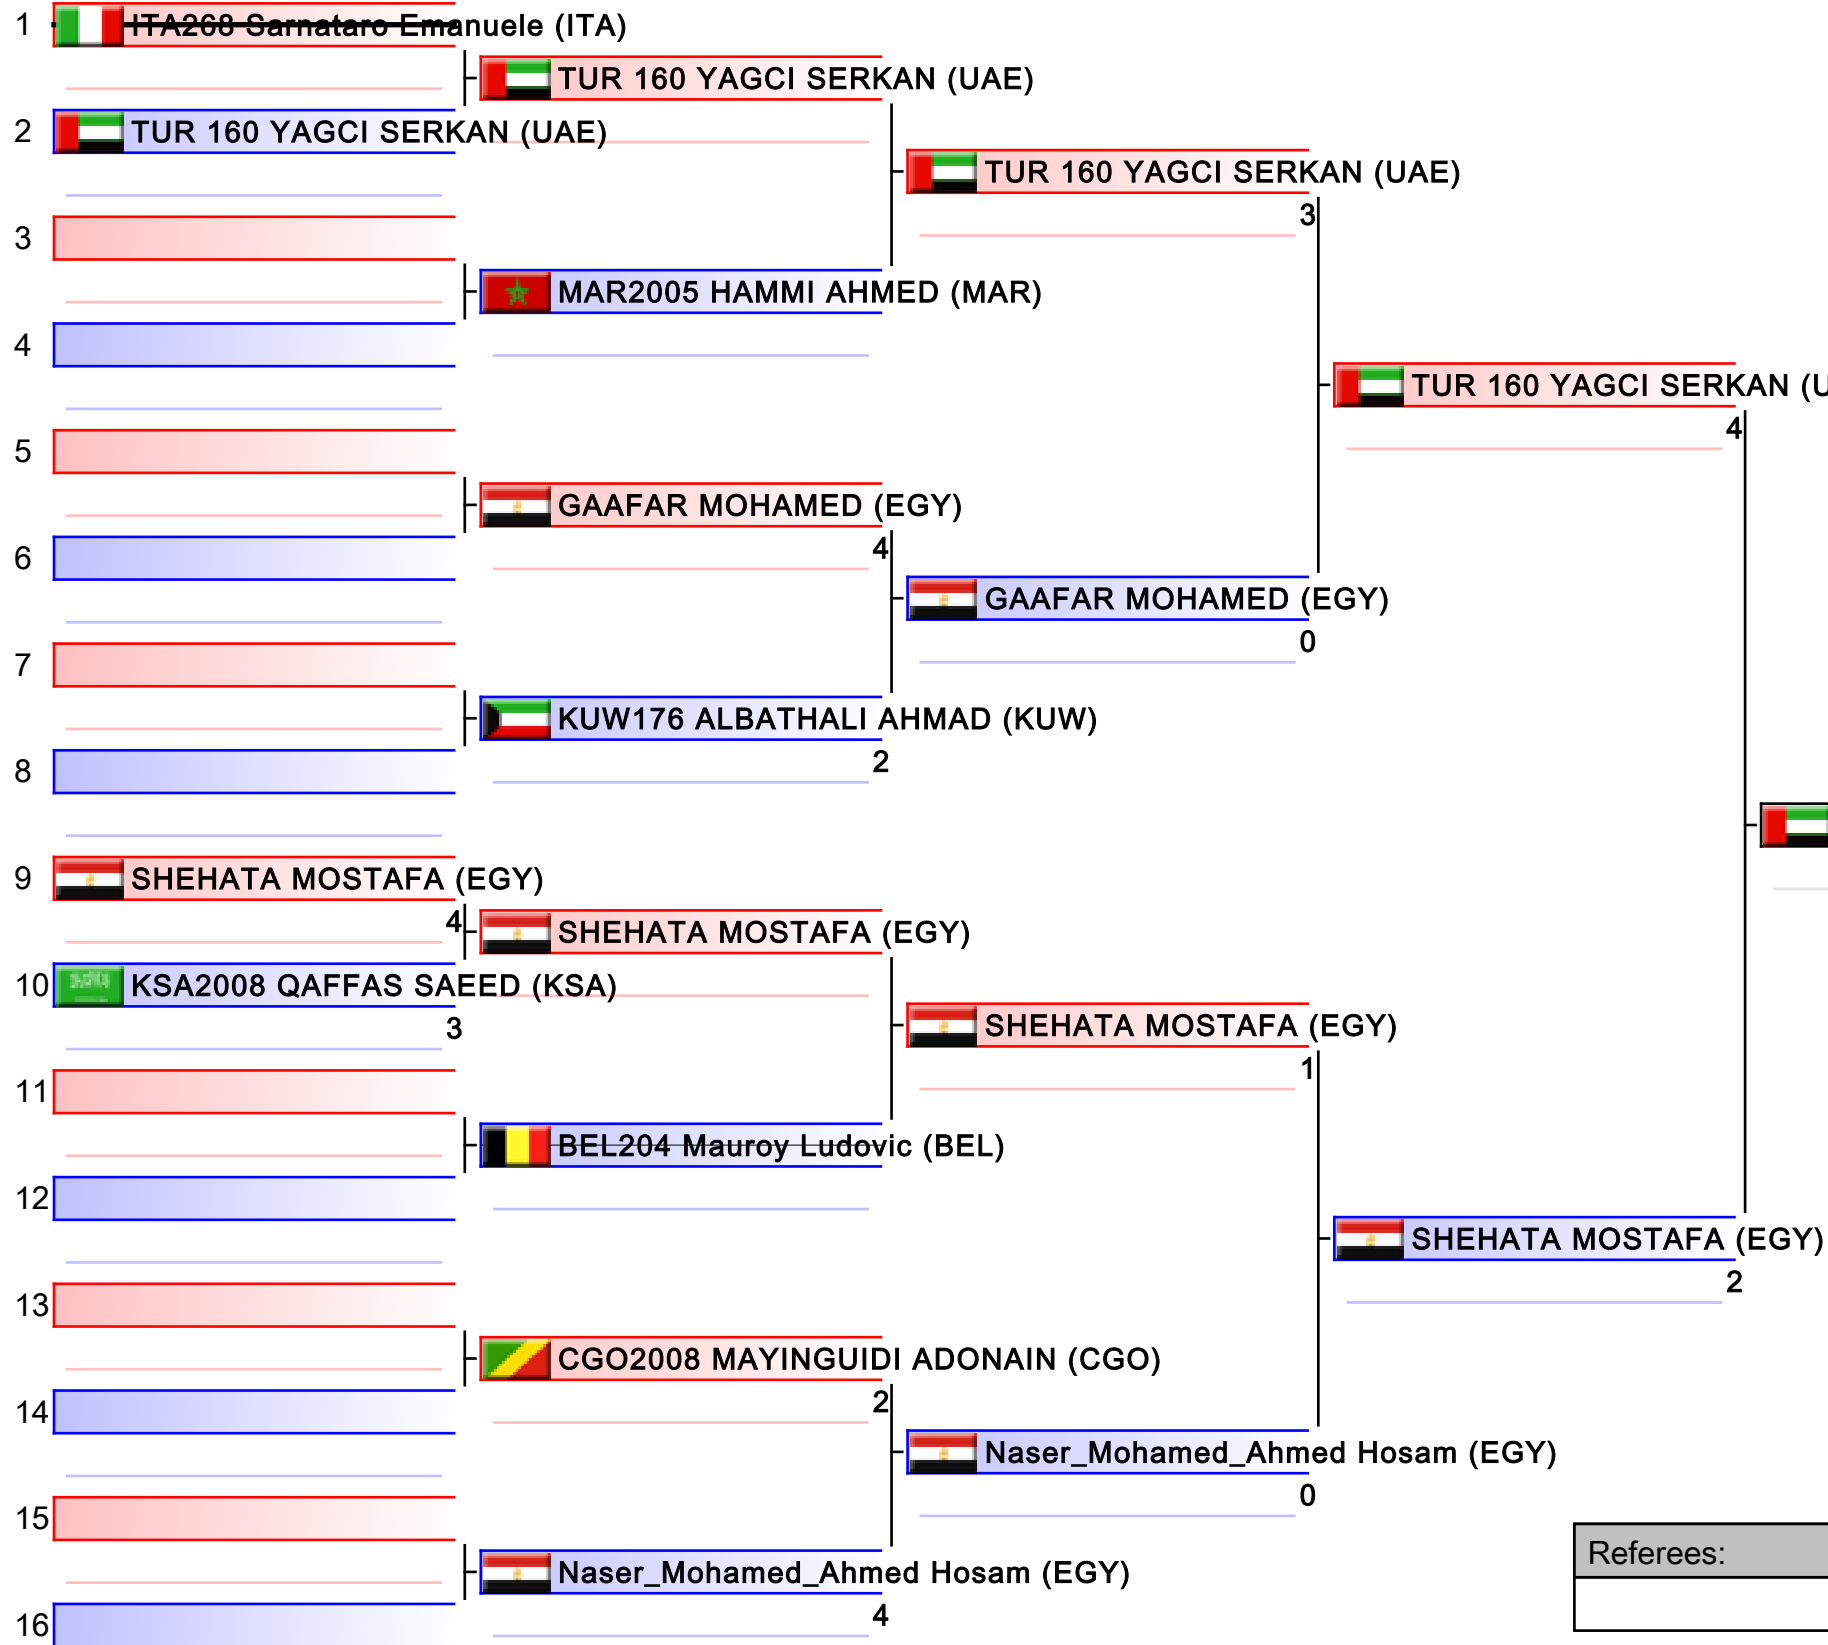 1
ITA268 Sarnataro Emanuele (ITA)
TUR 160 YAGCI SERKAN (UAE)
2
TUR 160 YAGCI SERKAN (UAE)
TUR 160 YAGCI SERKAN (UAE)
3
3
MAR2005 HAMMI AHMED (MAR)
4
TUR 160 YAGCI SERKAN (U
4
5
GAAFAR MOHAMED (EGY)
4
6
GAAFAR MOHAMED (EGY)
0
7
KUW176 ALBATHALI AHMAD (KUW)
2
8
9
SHEHATA MOSTAFA (EGY)
4
SHEHATA MOSTAFA (EGY)
10
KSA2008 QAFFAS SAEED (KSA)
3
SHEHATA MOSTAFA (EGY)
1
11
BEL204 Mauroy Ludovic (BEL)
12
SHEHATA MOSTAFA (EGY)
2
13
CGO2008 MAYINGUIDI ADONAIN (CGO)
2
14
Naser_Mohamed_Ahmed Hosam (EGY)
0
15
Naser_Mohamed_Ahmed Hosam (EGY)
4
16
Referees: